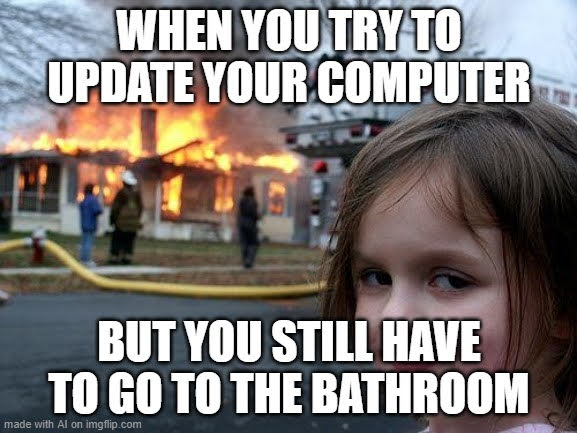 WHEN YOU TRY TO
UPDATE YOUR COMPUTER
BUT YOU STILL HAVE
TO GO TO THE BATHROOM
made with AI on imgflip.com